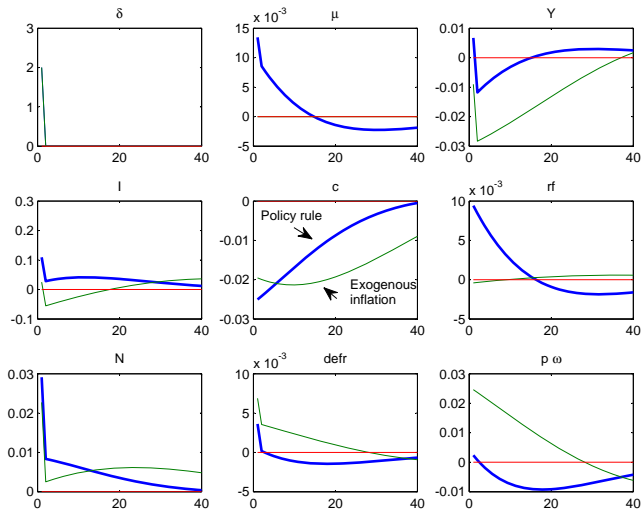 δ μ Y
x 10⁻³
3 15 0.01
10 0
2
5 -0.01
1
0 -0.02
0 -5 -0.03
0 20 40 0 20 40 0 20 40
I c rf
x 10⁻³
0.3 0 10
0.2 Policy rule
-0.01 5
0.1
-0.02 0
0 Exogenous
inflation
-0.1 -0.03 -5
0 20 40 0 20 40 0 20 40
N defr p ω
x 10⁻³
0.03 10 0.03
0.02
0.02 5
0.01
0.01 0
0
0 -5 -0.01
0 20 40 0 20 40 0 20 40